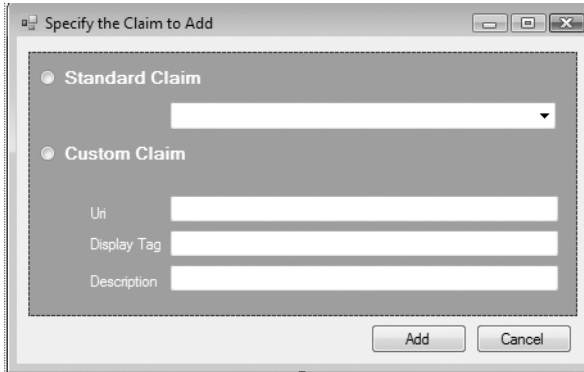 Specify the Claim to Add
Standard Claim
Custom Claim
Uri
Display Tag
Description
Add Cancel